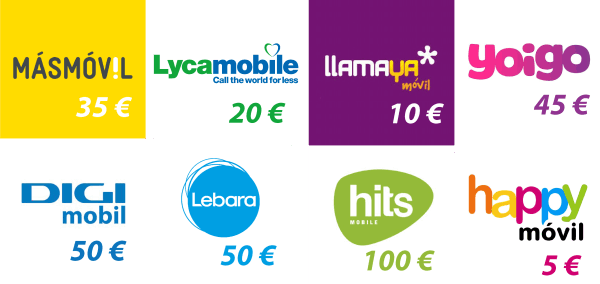 MÁSMÓV!L
35 €
Lycamobile
Call the world for less
20 €
LLAMAYA*
móvil
10 €
yoigo
45 €
DIGI
mobil
50 €
Lebara
50 €
hits
MOBILE
100 €
happy
móvil
5 €